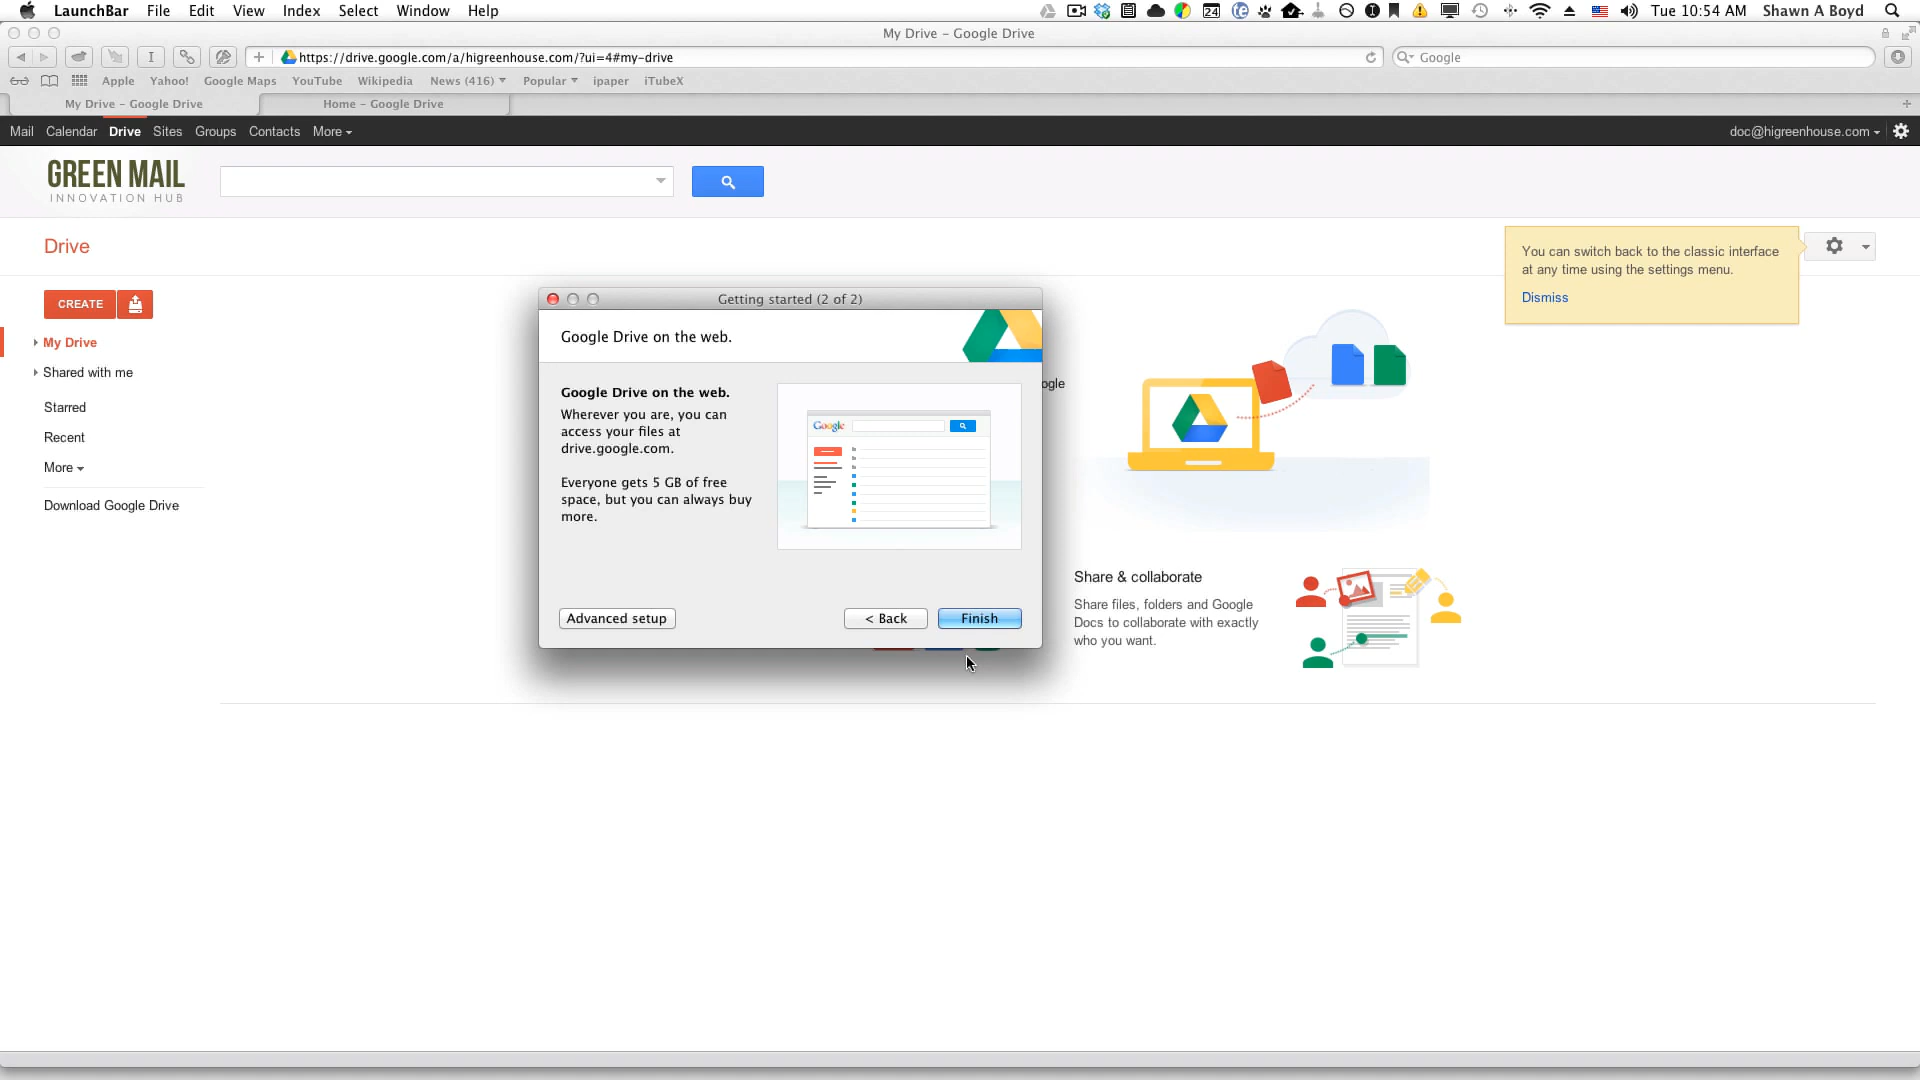 LaunchBar File Edit View Index Select Window Help
24
Tue 10:54 AM Shawn A Boyd
My Drive – Google Drive
https://drive.google.com/a/higreenhouse.com/?ui=4#my-drive
Google
Apple Yahoo! Google Maps YouTube Wikipedia News (416) Popular ipaper iTubeX
My Drive – Google Drive
Home – Google Drive
Mail Calendar Drive Sites Groups Contacts More
doc@higreenhouse.com
GREEN MAIL
INNOVATION HUB
Drive
You can switch back to the classic interface
at any time using the settings menu.
Dismiss
CREATE
My Drive
Shared with me
Starred
Recent
More
Download Google Drive
Getting started (2 of 2)
Google Drive on the web.
Google Drive on the web.
Wherever you are, you can
access your files at
drive.google.com.
Everyone gets 5 GB of free
space, but you can always buy
more.
Google
Advanced setup
< Back
Finish
Share & collaborate
Share files, folders and Google
Docs to collaborate with exactly
who you want.